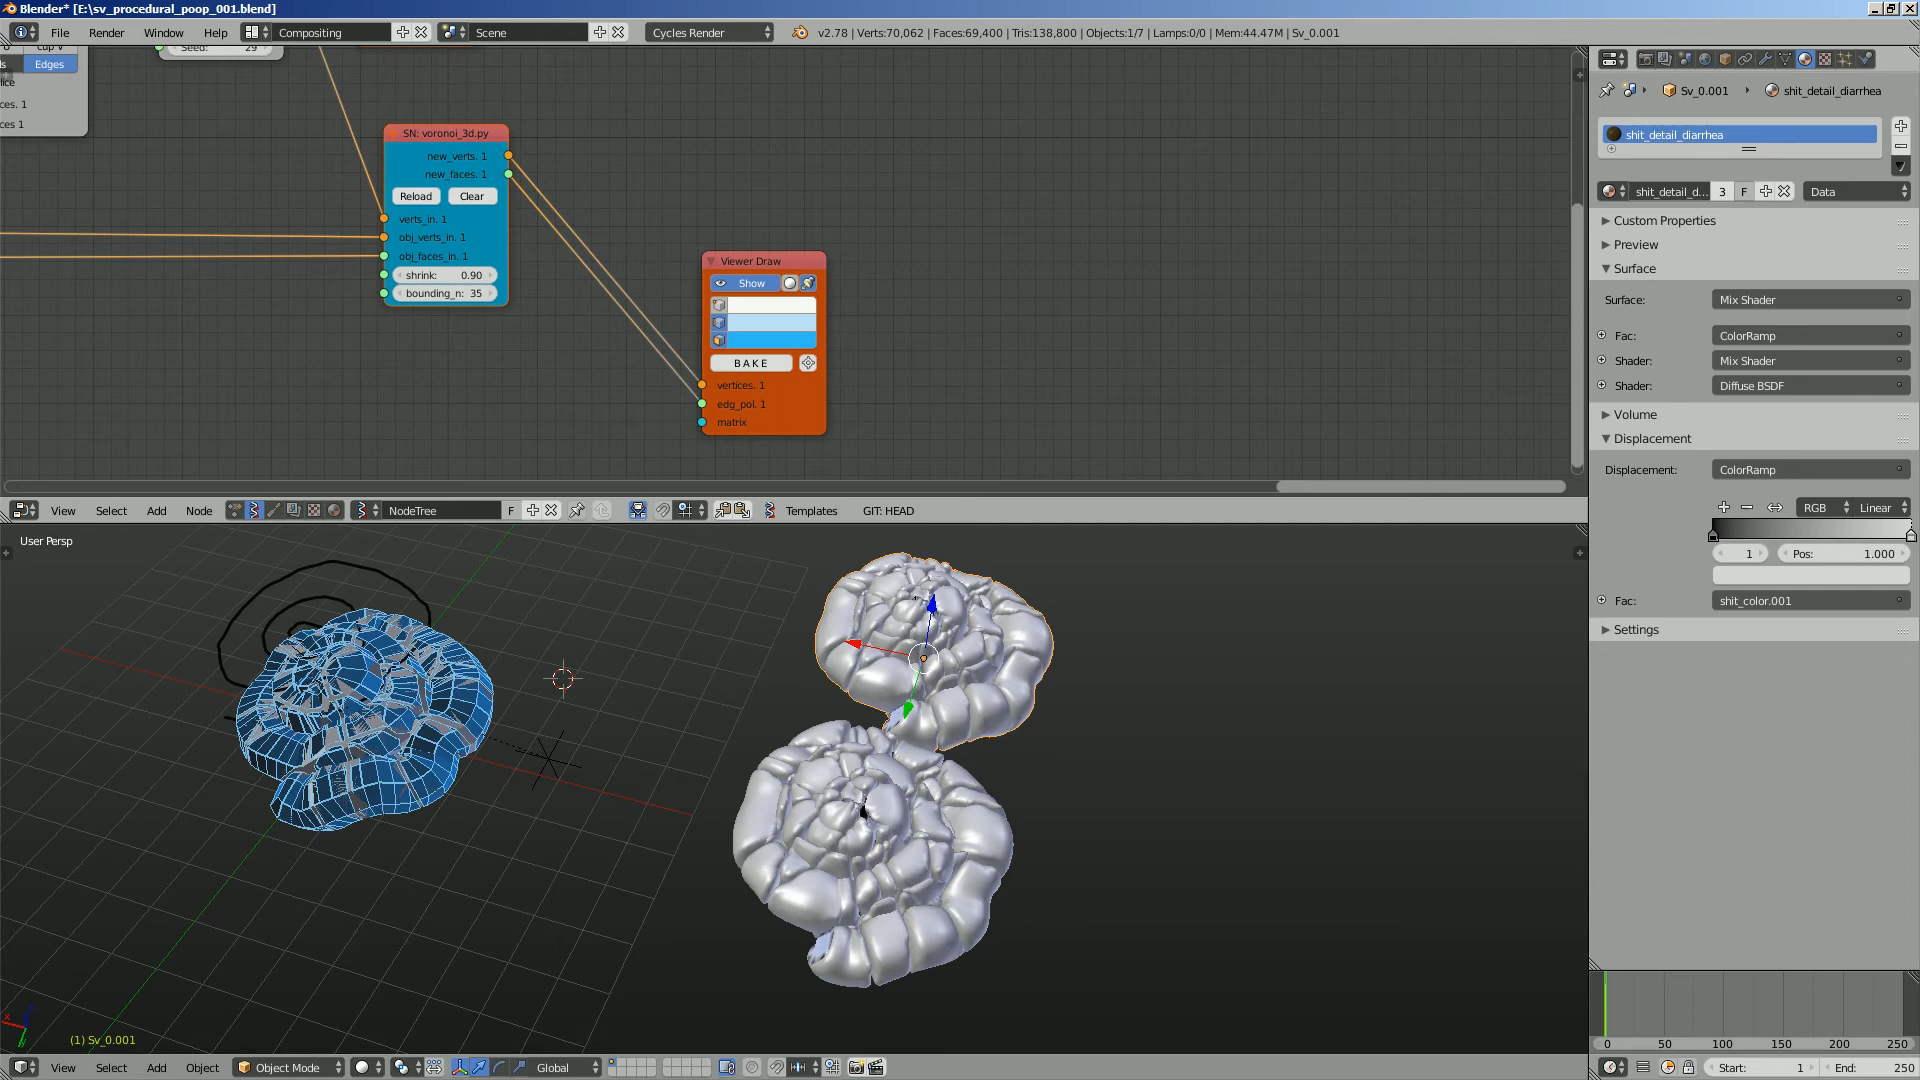 Blender* [E:\sv_procedural_poop_001.blend]
File Render Window Help Compositing Scene Cycles Render v2.78 | Verts:70,062 | Faces:69,400 | Tris:138,800 | Objects:1/7 | Lamps:0/0 | Mem:44.47M | Sv_0.001
Seed: 29
Edges
SN: voronoi_3d.py
new_verts. 1
new_faces. 1
Reload Clear
verts_in. 1
obj_verts_in. 1
obj_faces_in. 1
shrink: 0.90
bounding_n: 35
Viewer Draw
Show
BAKE
vertices. 1
edg_pol. 1
matrix
View Select Add Node NodeTree F Templates GIT: HEAD
User Persp
(1) Sv_0.001
View Select Add Object Object Mode Global
Sv_0.001 shit_detail_diarrhea
shit_detail_diarrhea
shit_detail_d... 3 F Data
Custom Properties
Preview
Surface
Surface: Mix Shader
Fac: ColorRamp
Shader: Mix Shader
Shader: Diffuse BSDF
Volume
Displacement
Displacement: ColorRamp
RGB Linear
1 Pos: 1.000
Fac: shit_color.001
Settings
0 50 100 150 200 250
Start: 1 End: 250